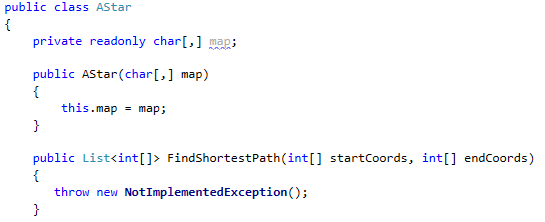 public class AStar
{
    private readonly char[,] map;

    public AStar(char[,] map)
    {
        this.map = map;
    }

    public List<int[]> FindShortestPath(int[] startCoords, int[] endCoords)
    {
       throw new NotImplementedException();
    }